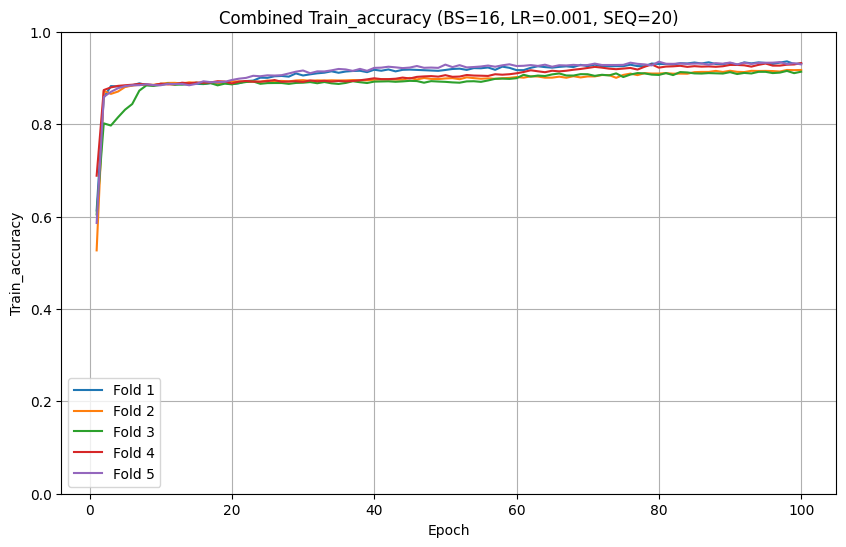 Combined Train_accuracy (BS=16, LR=0.001, SEQ=20)
Train_accuracy
1.0
0.8
0.6
0.4
0.2
0.0
Fold 1
Fold 2
Fold 3
Fold 4
Fold 5
0 20 40 60 80 100
Epoch